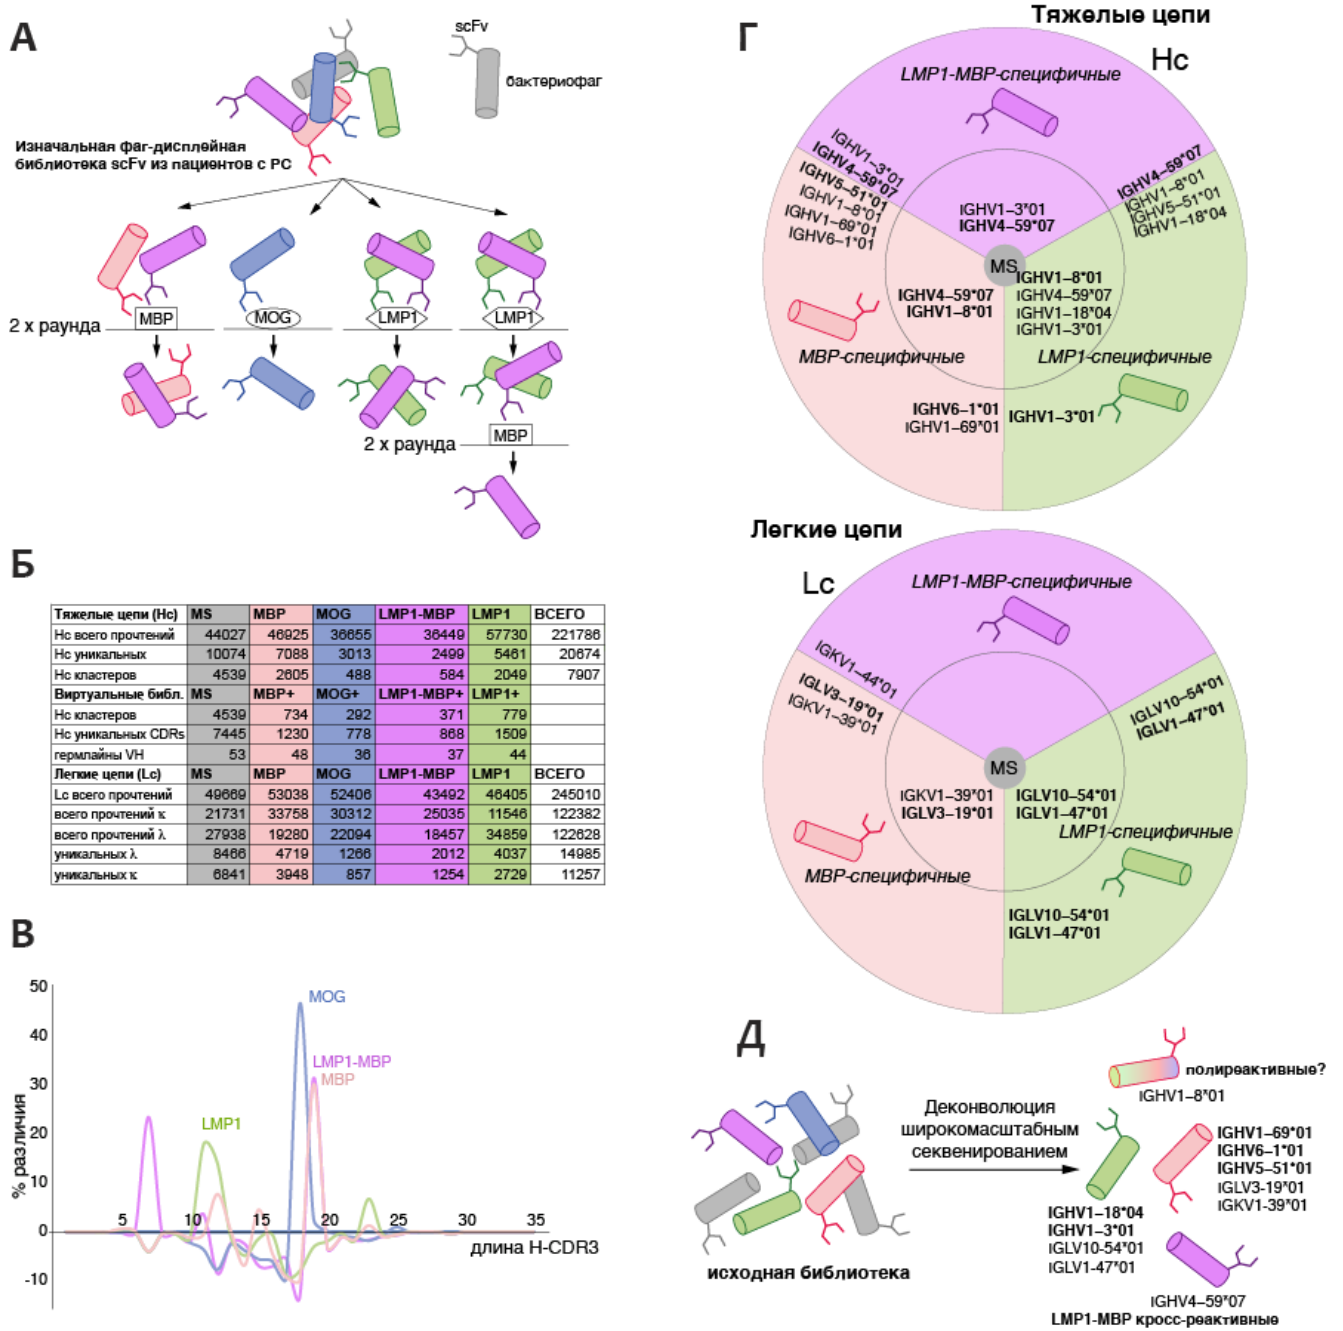 А
scFv
бактериофаг
Изначальная фаг-дисплейная
библиотека scFv из пациентов с РС
MBP
MOG
LMP1
LMP1
2 х раунда
2 х раунда
MBP
Б
Тяжелые цепи (Hc) MS MBP MOG LMP1-MBP LMP1 ВСЕГО
Hc всего прочтений 44027 46925 36655 36449 57730 221786
Hc уникальных 10074 7088 3013 2499 5461 20674
Hc кластеров 4539 2605 488 584 2049 7907
Виртуальные библ. MS MBP+ MOG+ LMP1-MBP+ LMP1+
Hc кластеров 4539 734 292 371 779
Hc уникальных CDRs 7445 1230 778 868 1509
гермлайны VH 53 48 36 37 44
Легкие цепи (Lc) MS MBP MOG LMP1-MBP LMP1 ВСЕГО
Lc всего прочтений 49669 53038 52406 43492 46405 245010
всего прочтений κ 21731 33758 30312 25035 11546 122382
всего прочтений λ 27938 19280 22094 18457 34859 122628
уникальных λ 8466 4719 1266 2012 4037 14985
уникальных κ 6841 3948 857 1254 2729 11257
В
% различия
50
40
30
20
10
0
-10
MOG
LMP1-MBP
MBP
LMP1
5 10 15 20 25 30 35
длина H-CDR3
Г
Тяжелые цепи
Hc
LMP1-MBP-специфичные
IGHV1-3*01
IGHV4-59*07
IGHV5-51*01
IGHV1-8*01
IGHV1-69*01
IGHV6-1*01
IGHV4-59*07
IGHV1-8*01
IGHV5-51*01
IGHV1-18*04
IGHV1-3*01
IGHV4-59*07
MS
IGHV4-59*07
IGHV1-8*01
IGHV1-8*01
IGHV4-59*07
IGHV1-18*04
IGHV1-3*01
MBP-специфичные
LMP1-специфичные
IGHV6-1*01
IGHV1-69*01
IGHV1-3*01
Легкие цепи
Lc
LMP1-MBP-специфичные
IGKV1-44*01
IGLV3-19*01
IGKV1-39*01
IGLV10-54*01
IGLV1-47*01
MS
IGKV1-39*01
IGLV3-19*01
IGLV10-54*01
IGLV1-47*01
LMP1-специфичные
MBP-специфичные
IGLV10-54*01
IGLV1-47*01
Д
исходная библиотека
Деконволюция
широкомасштабным
секвенированием
полиреактивные?
IGHV1-8*01
IGHV1-69*01
IGHV6-1*01
IGHV5-51*01
IGLV3-19*01
IGKV1-39*01
IGHV1-18*04
IGHV1-3*01
IGLV10-54*01
IGLV1-47*01
IGHV4-59*07
LMP1-MBP кросс-реактивные